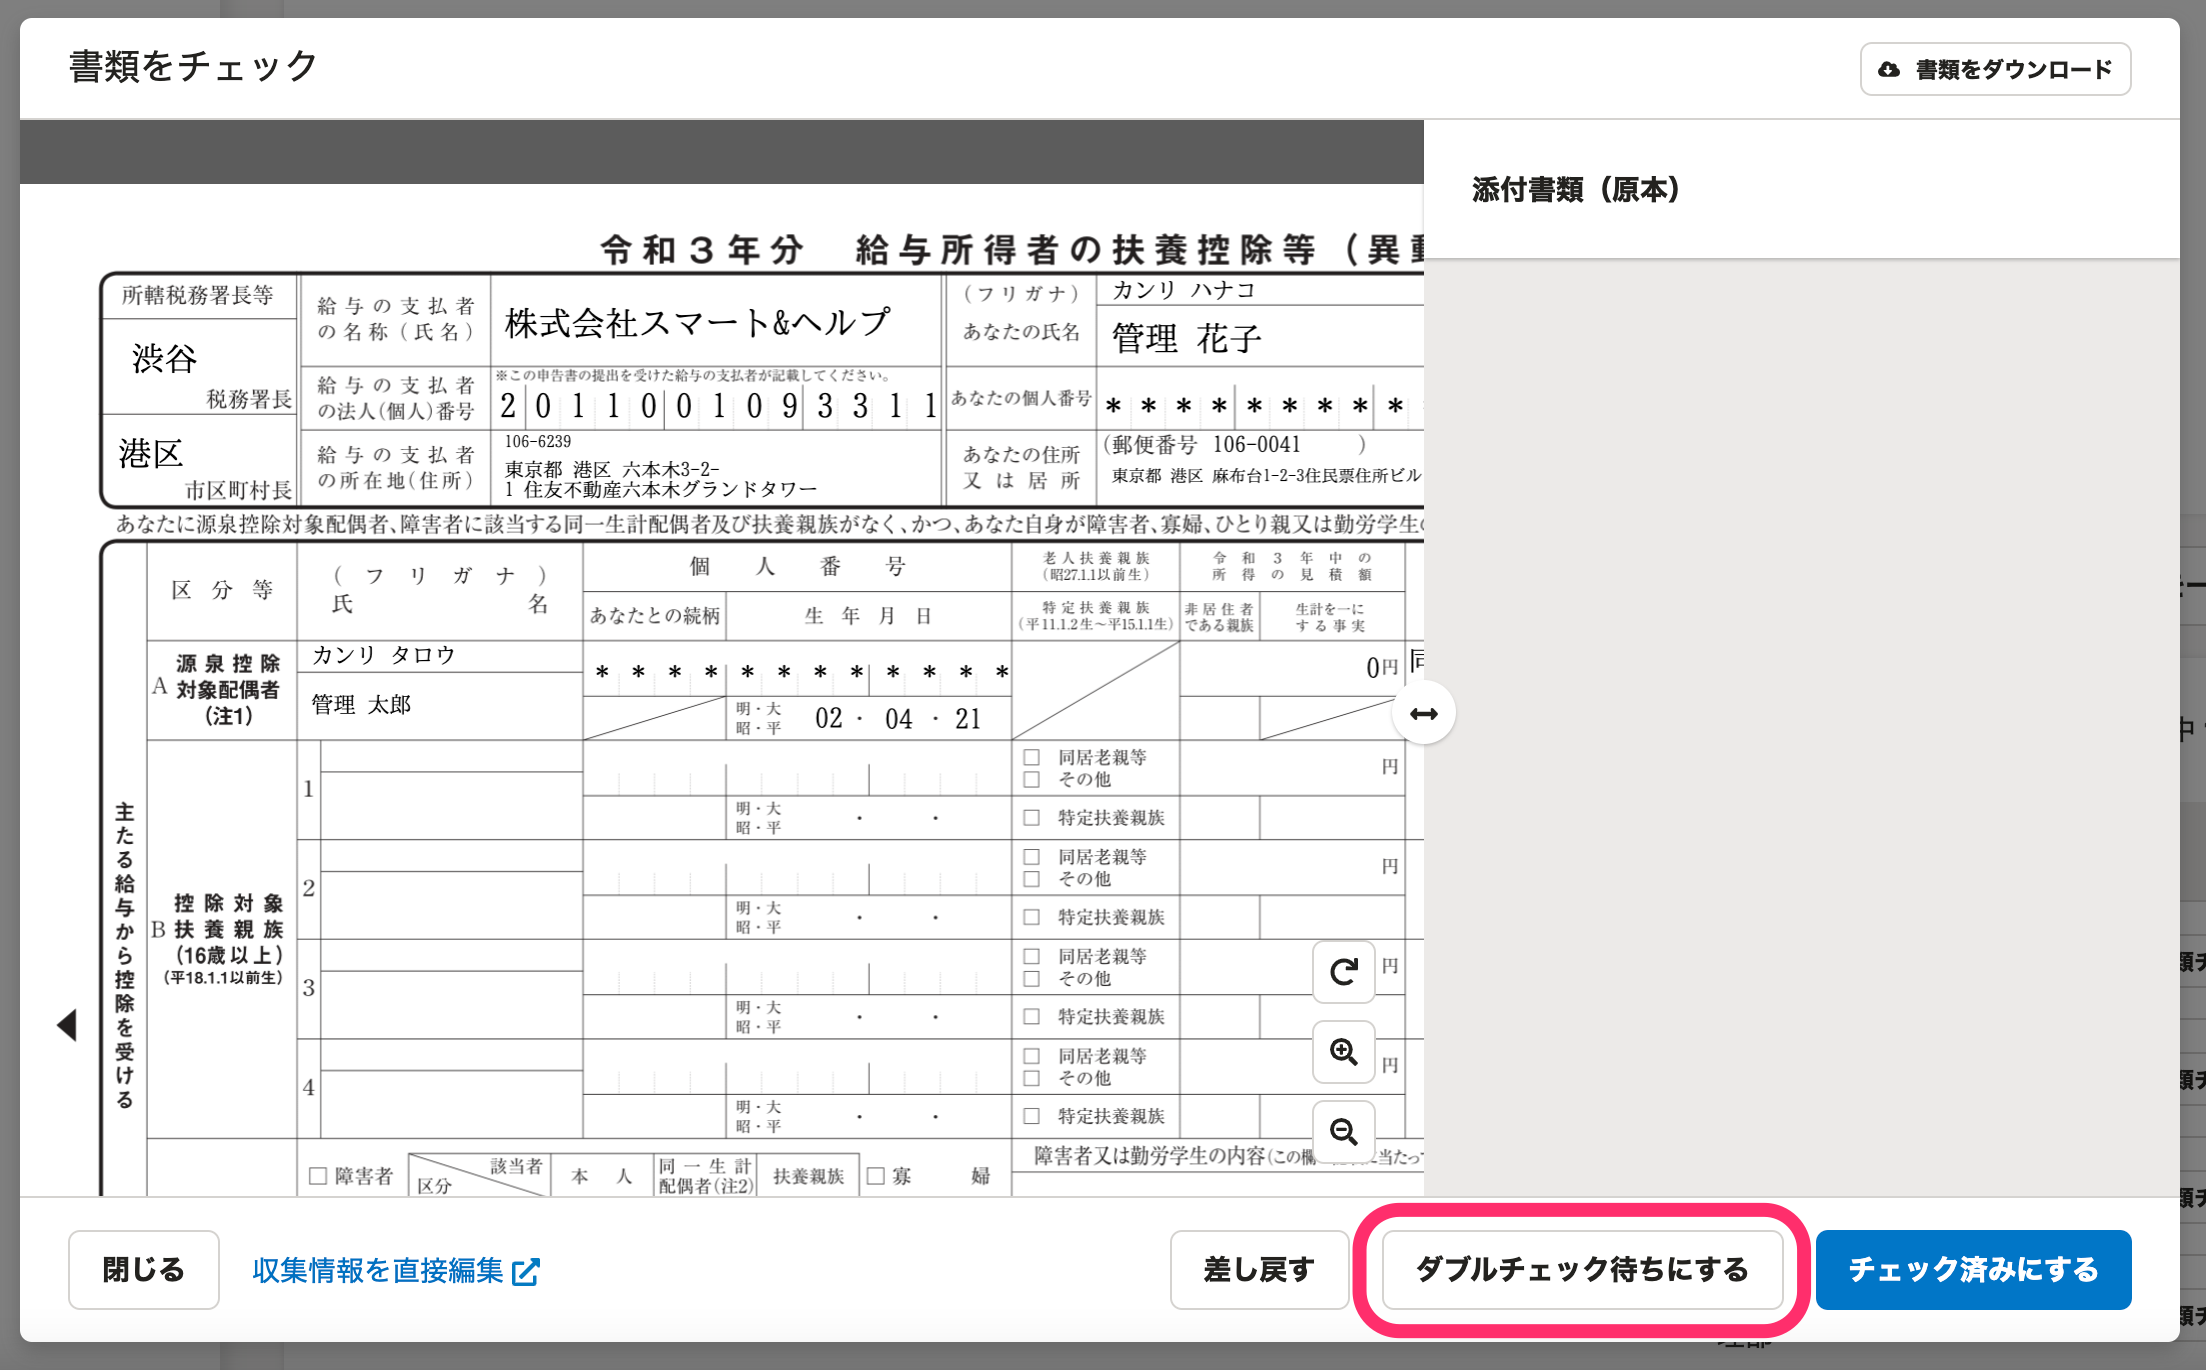 書類をチェック
書類をダウンロード
添付書類（原本）
令和３年分　給与所得者の扶養控除等（異動
所轄税務署長等
渋谷
税務署長
港区
市区町村長
給与の支払者
の名称（氏名）
株式会社スマート&ヘルプ
給与の支払者
の法人（個人）番号
※この申告書の提出を受けた給与の支払者が記載してください。
2011001093311
給与の支払者
の所在地（住所）
106-6239
東京都 港区 六本木3-2-
1 住友不動産六本木グランドタワー
（フリガナ）
カンリ ハナコ
あなたの氏名
管理 花子
あなたの個人番号
* * * * * * * * *
あなたの住所
又は居所
（郵便番号 106-0041 ）
東京都 港区 麻布台1-2-3住民票住所ビル
あなたに源泉控除対象配偶者、障害者に該当する同一生計配偶者及び扶養親族がなく、かつ、あなた自身が障害者、寡婦、ひとり親又は勤労学生の
主たる給与から控除を受ける
区分等
（フリガナ）
氏名
個人番号
あなたとの続柄
生年月日
老人扶養親族
（昭27.1.1以前生）
特定扶養親族
（平11.1.2生～平15.1.1生）
令和３年中の
所得の見積額
非居住者
である親族
生計を一に
する事実
A
源泉控除
対象配偶者
（注1）
カンリ タロウ
管理 太郎
* * * * * * * * * * * *
明・大
昭・平
02・04・21
0円
同
B
控除対象
扶養親族
（16歳以上）
（平18.1.1以前生）
1
明・大
昭・平
・ ・
□ 同居老親等
□ その他
□ 特定扶養親族
円
2
明・大
昭・平
・ ・
□ 同居老親等
□ その他
□ 特定扶養親族
円
3
明・大
昭・平
・ ・
□ 同居老親等
□ その他
□ 特定扶養親族
円
4
明・大
昭・平
・ ・
□ 同居老親等
□ その他
□ 特定扶養親族
円
□ 障害者
該当者
区分
本人
同一生計
配偶者（注2）
扶養親族
□ 寡婦
障害者又は勤労学生の内容（この欄
当たっ
閉じる
収集情報を直接編集
差し戻す
ダブルチェック待ちにする
チェック済みにする